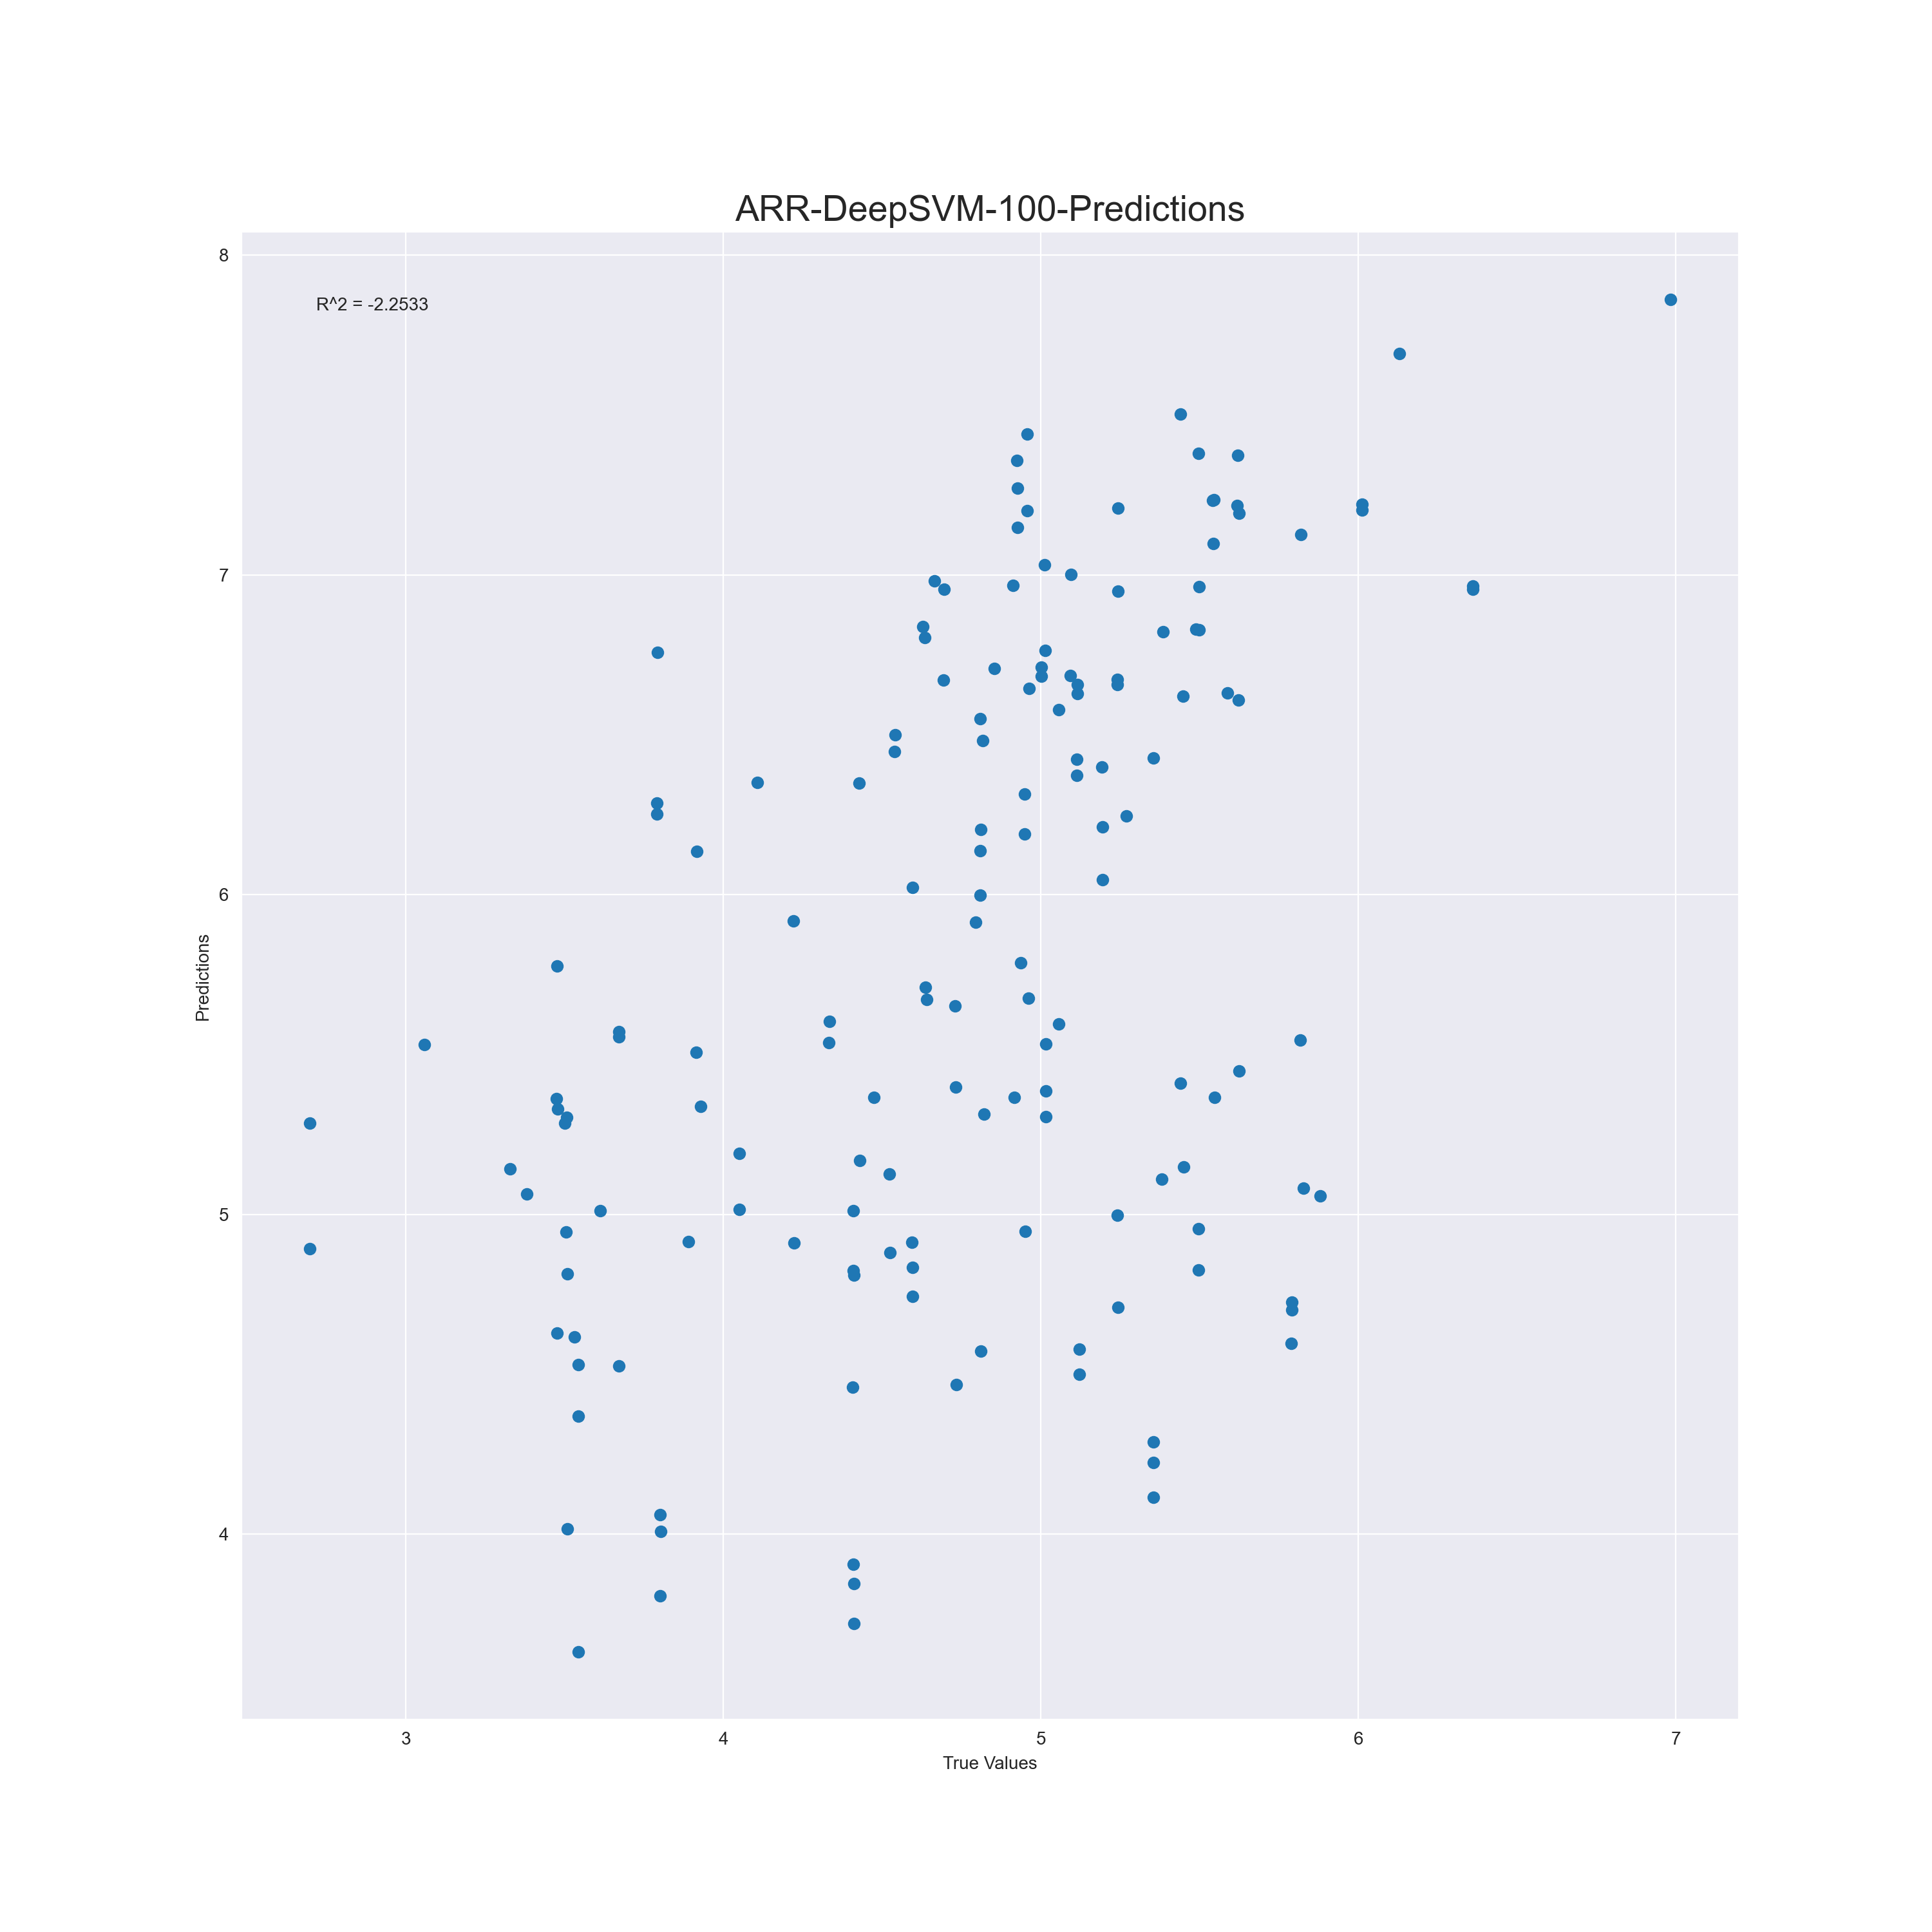 ARR-DeepSVM-100-Predictions
8
R^2 = -2.2533
7
6
Predictions
5
4
3 4 5 6 7
True Values